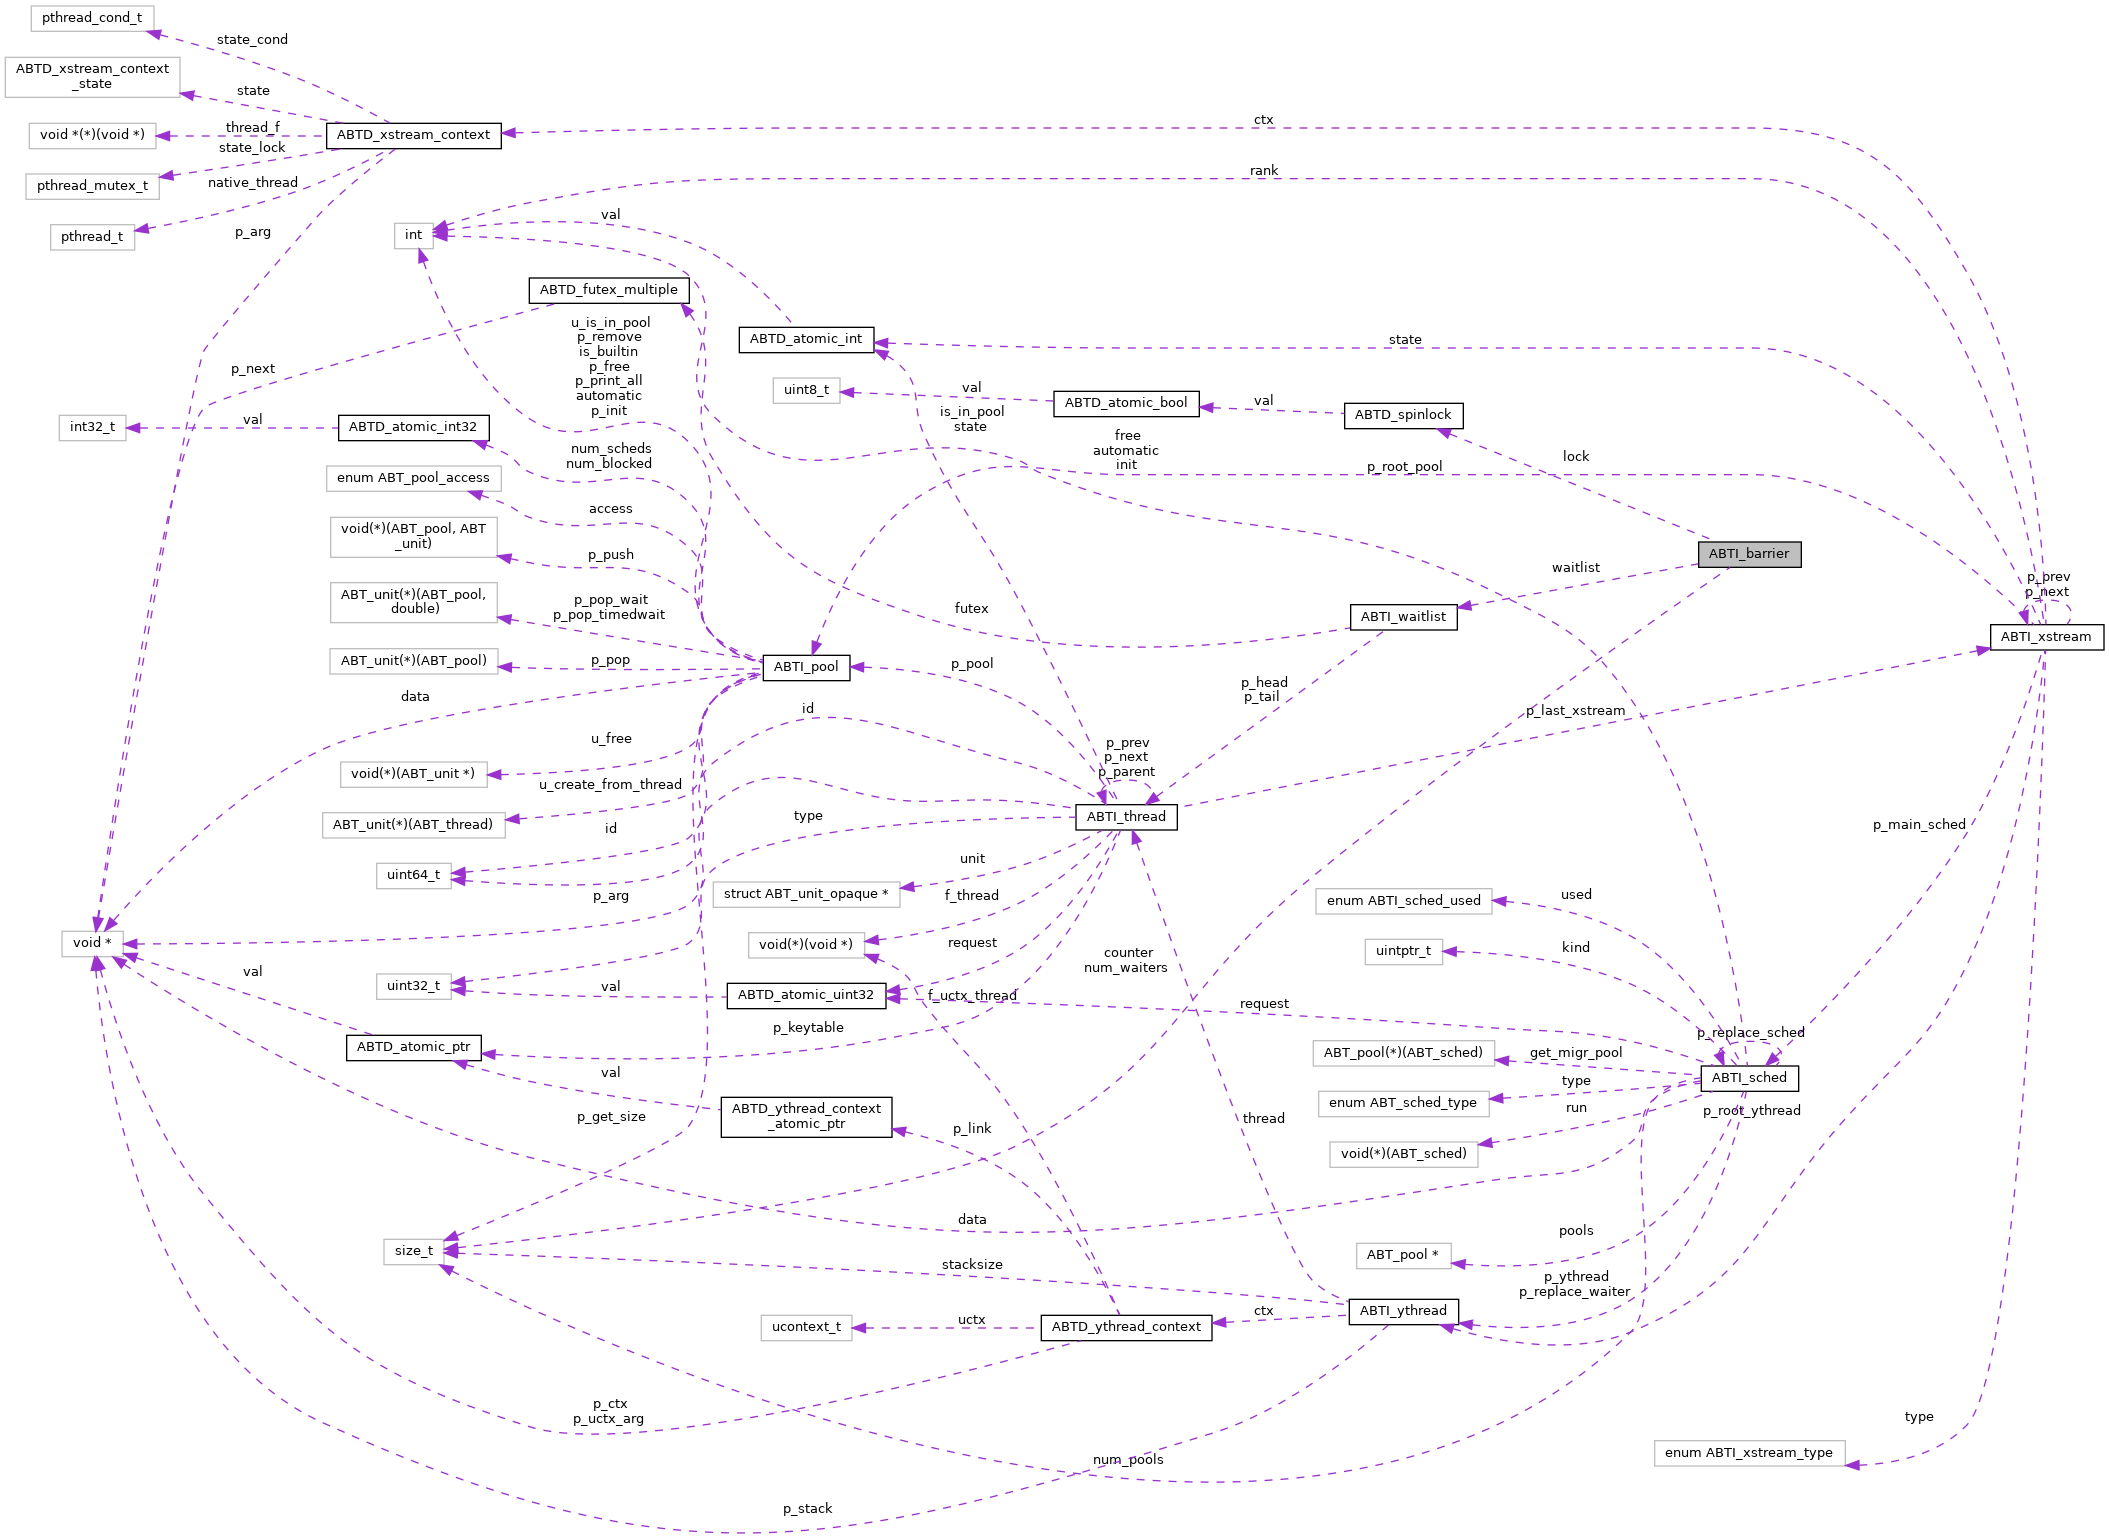 pthread_cond_t
state_cond
ABTD_xstream_context
_state
state
void *(*)(void *)
thread_f
ABTD_xstream_context
ctx
state_lock
pthread_mutex_t
native_thread
rank
pthread_t
p_arg
int
val
ABTD_futex_multiple
u_is_in_pool
p_remove
is_builtin
p_free
p_print_all
automatic
p_init
ABTD_atomic_int
state
p_next
uint8_t
val
ABTD_atomic_bool
val
ABTD_spinlock
int32_t
val
ABTD_atomic_int32
is_in_pool
state
free
automatic
init
num_scheds
num_blocked
p_root_pool
lock
enum ABT_pool_access
access
void(*)(ABT_pool, ABT
_unit)
p_push
ABTI_barrier
waitlist
ABT_unit(*)(ABT_pool,
double)
p_pop_wait
p_pop_timedwait
futex
ABTI_waitlist
p_prev
p_next
ABTI_xstream
ABT_unit(*)(ABT_pool)
p_pop
ABTI_pool
p_pool
p_head
p_tail
data
id
p_last_xstream
u_free
void(*)(ABT_unit *)
p_prev
p_next
p_parent
u_create_from_thread
ABT_unit(*)(ABT_thread)
type
ABTI_thread
p_main_sched
id
uint64_t
unit
struct ABT_unit_opaque *
p_arg
f_thread
enum ABTI_sched_used
used
void *
void(*)(void *)
request
counter
num_waiters
uintptr_t
kind
val
uint32_t
val
ABTD_atomic_uint32
f_uctx_thread
request
p_keytable
ABTD_atomic_ptr
p_replace_sched
ABT_pool(*)(ABT_sched)
get_migr_pool
ABTI_sched
val
ABTD_ythread_context
_atomic_ptr
enum ABT_sched_type
type
run
p_root_ythread
p_get_size
p_link
thread
void(*)(ABT_sched)
data
pools
size_t
ABT_pool *
stacksize
p_ythread
p_replace_waiter
ucontext_t
uctx
ABTD_ythread_context
ctx
ABTI_ythread
p_ctx
p_uctx_arg
type
enum ABTI_xstream_type
num_pools
p_stack